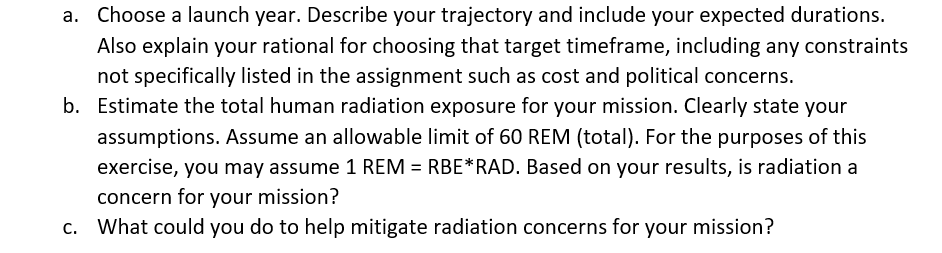 a. Choose a launch year. Describe your trajectory and include your expected durations.
Also explain your rational for choosing that target timeframe, including any constraints
not specifically listed in the assignment such as cost and political concerns.
b. Estimate the total human radiation exposure for your mission. Clearly state your
assumptions. Assume an allowable limit of 60 REM (total). For the purposes of this
exercise, you may assume 1 REM = RBE*RAD. Based on your results, is radiation a
concern for your mission?
c. What could you do to help mitigate radiation concerns for your mission?